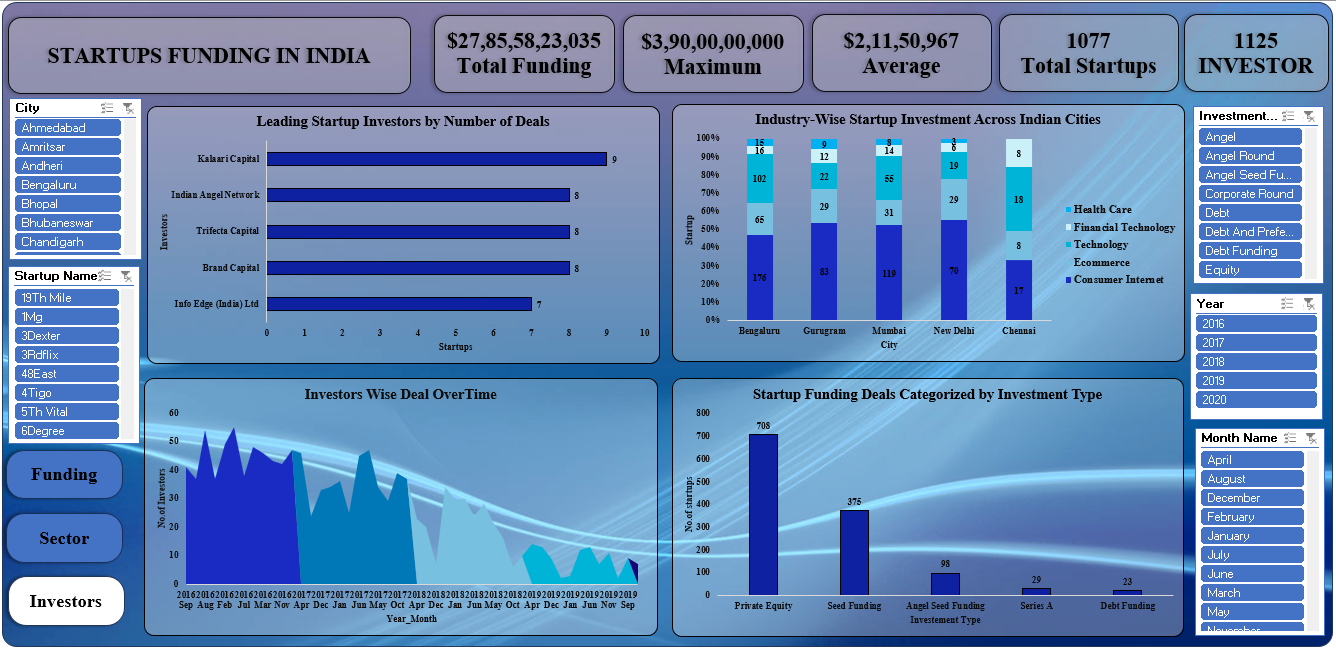 STARTUPS FUNDING IN INDIA
$27,85,58,23,035
Total Funding
$3,90,00,00,000
Maximum
$2,11,50,967
Average
1077
Total Startups
1125
INVESTOR
City
Ahmedabad
Amritsar
Andheri
Bengaluru
Bhopal
Bhubaneswar
Chandigarh
Startup Name
19Th Mile
1Mg
3Dexter
3Rdflix
48East
4Tigo
5Th Vital
6Degree
Funding
Sector
Investors
Leading Startup Investors by Number of Deals
Investors
Kalaari Capital 9
Indian Angel Network 8
Trifecta Capital 8
Brand Capital 8
Info Edge (India) Ltd 7
0 1 2 3 4 5 6 7 8 9 10
Startups
Industry-Wise Startup Investment Across Indian Cities
Startup
100%
90%
80%
70%
60%
50%
40%
30%
20%
10%
0%
15 9 8 3
16 12 14 6 8
102 22 55 19 18
65 29 31 29 8
176 83 119 70 17
Bengaluru Gurugram Mumbai New Delhi Chennai
City
Health Care
Financial Technology
Technology
Ecommerce
Consumer Internet
Investors Wise Deal OverTime
No.of Investors
60
50
40
30
20
10
0
2016 2016 2016 2016 2016 2016 2017 2017 2017 2017 2017 2017 2018 2018 2018 2018 2018 2018 2019 2019 2019 2019 2019 2019
Sep Aug Feb Jul Mar Nov Apr Dec Jan Jun May Oct Apr Dec Jan Jun May Oct Apr Dec Jan Jun Nov Sep
Year_Month
Startup Funding Deals Categorized by Investment Type
No.of startups
800
700
600
500
400
300
200
100
0
708
375
98
29
23
Private Equity Seed Funding Angel Seed Funding Series A Debt Funding
Investement Type
Investment...
Angel
Angel Round
Angel Seed Fu...
Corporate Round
Debt
Debt And Prefe...
Debt Funding
Equity
Year
2016
2017
2018
2019
2020
Month Name
April
August
December
February
January
July
June
March
May
November